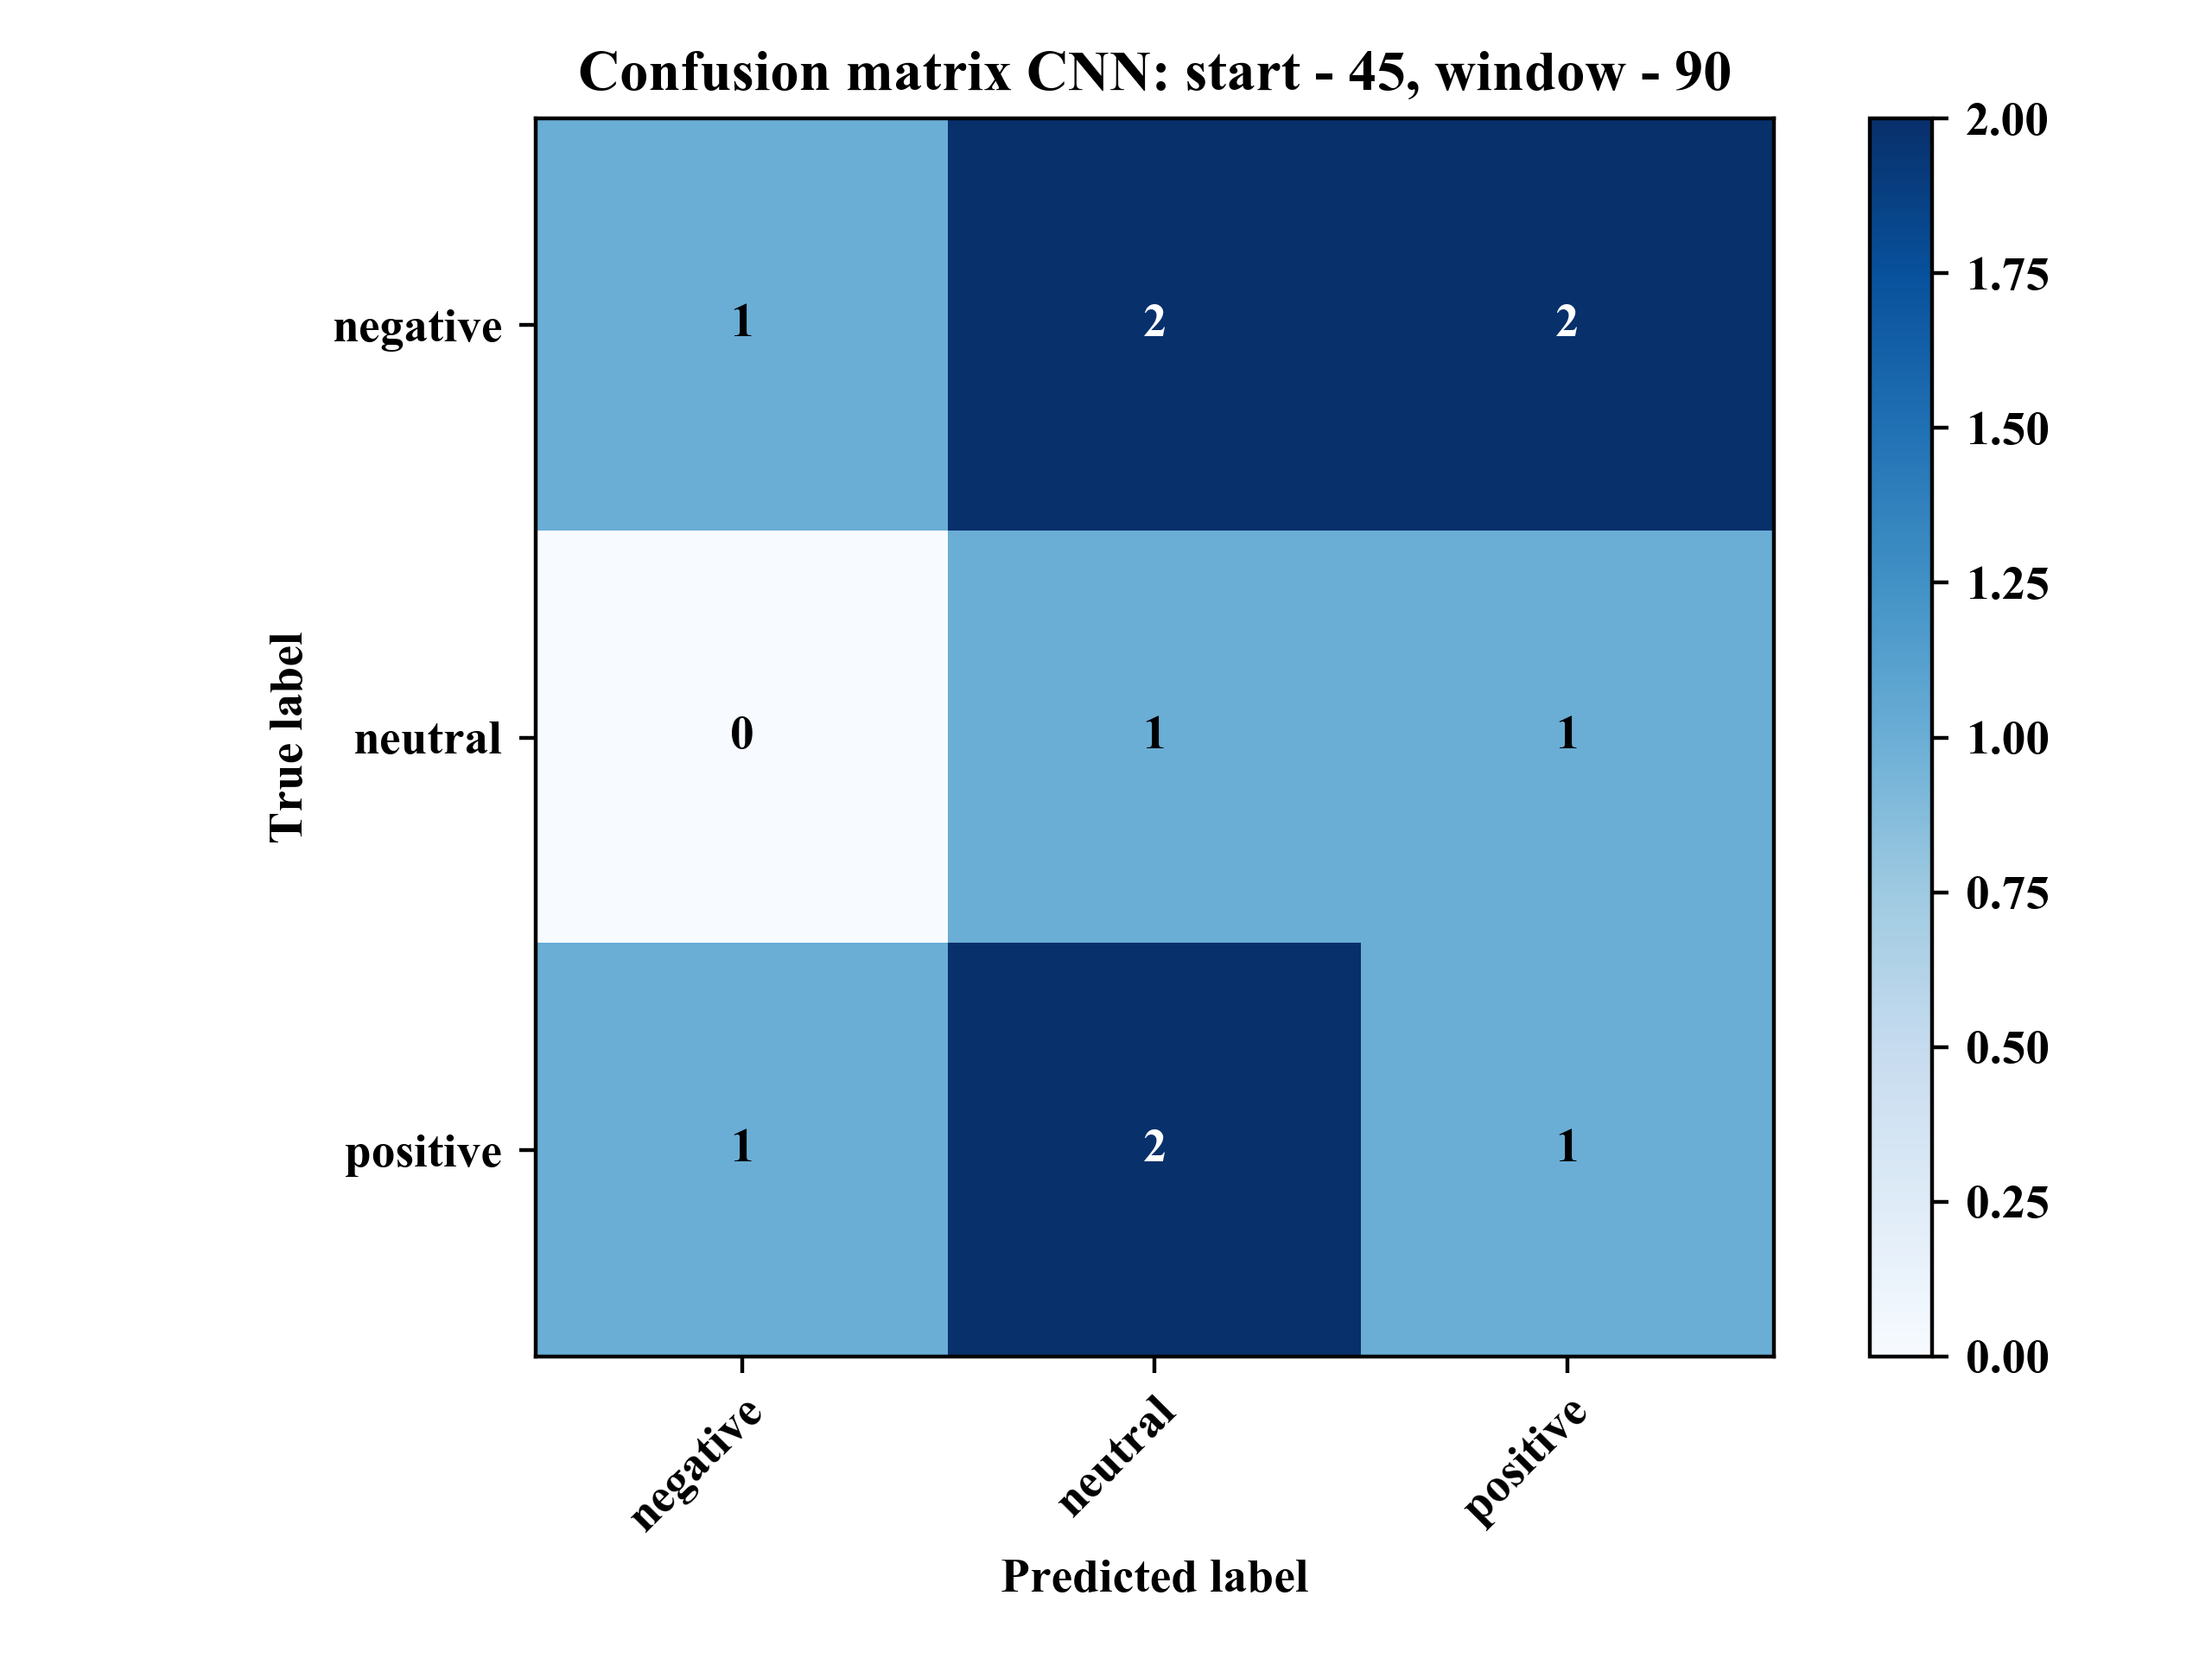 Confusion matrix CNN: start - 45, window - 90
True label
negative
neutral
positive
1 2 2
0 1 1
1 2 1
negative
neutral
positive
Predicted label
2.00
1.75
1.50
1.25
1.00
0.75
0.50
0.25
0.00